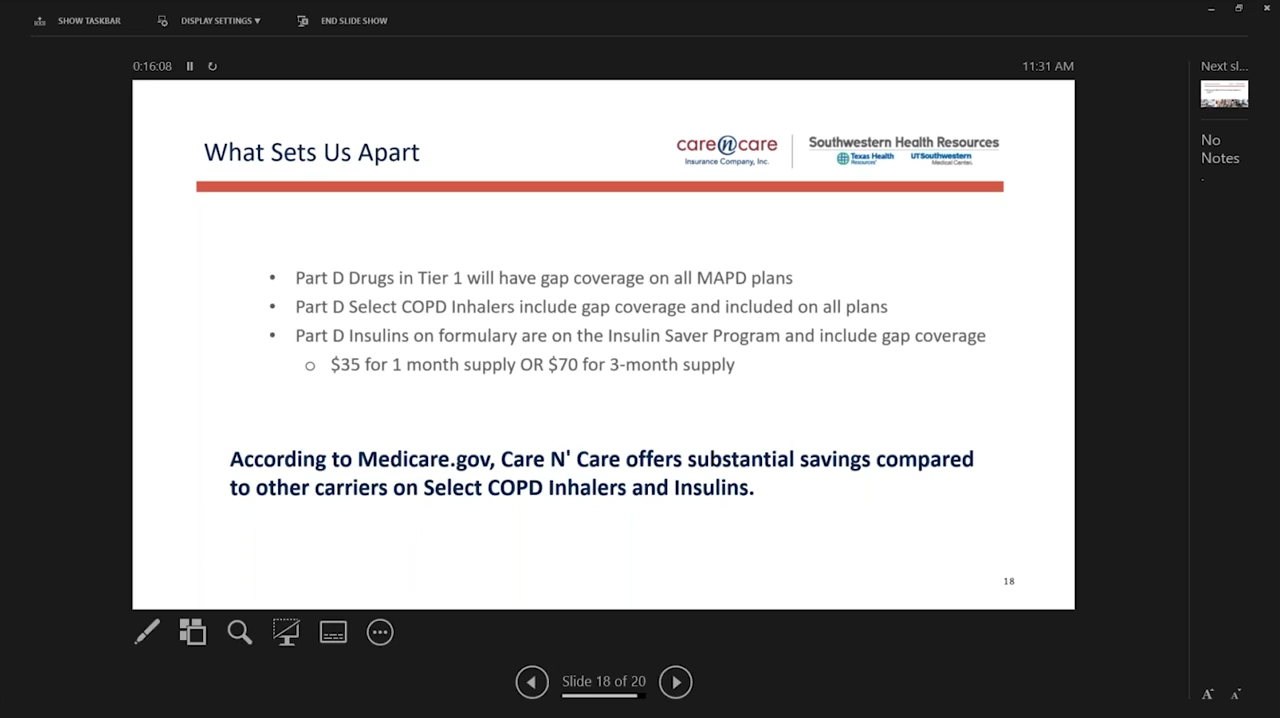 SHOW TASKBAR
DISPLAY SETTINGS ▼
END SLIDE SHOW
0:16:08
11:31 AM
Next sl...
What Sets Us Apart
care n care
Insurance Company, Inc.
Southwestern Health Resources
Texas Health
Resources
UTSouthwestern
Medical Center
No
Notes
.
• Part D Drugs in Tier 1 will have gap coverage on all MAPD plans
• Part D Select COPD Inhalers include gap coverage and included on all plans
• Part D Insulins on formulary are on the Insulin Saver Program and include gap coverage
o $35 for 1 month supply OR $70 for 3-month supply
According to Medicare.gov, Care N' Care offers substantial savings compared
to other carriers on Select COPD Inhalers and Insulins.
18
Slide 18 of 20
A
A